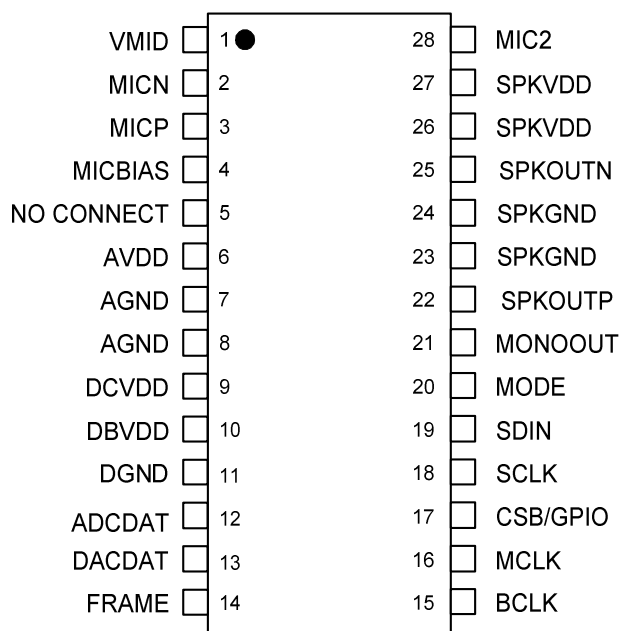 VMID 1 28 MIC2
MICN 2 27 SPKVDD
MICP 3 26 SPKVDD
MICBIAS 4 25 SPKOUTN
NO CONNECT 5 24 SPKGND
AVDD 6 23 SPKGND
AGND 7 22 SPKOUTP
AGND 8 21 MONOOUT
DCVDD 9 20 MODE
DBVDD 10 19 SDIN
DGND 11 18 SCLK
ADCDAT 12 17 CSB/GPIO
DACDAT 13 16 MCLK
FRAME 14 15 BCLK